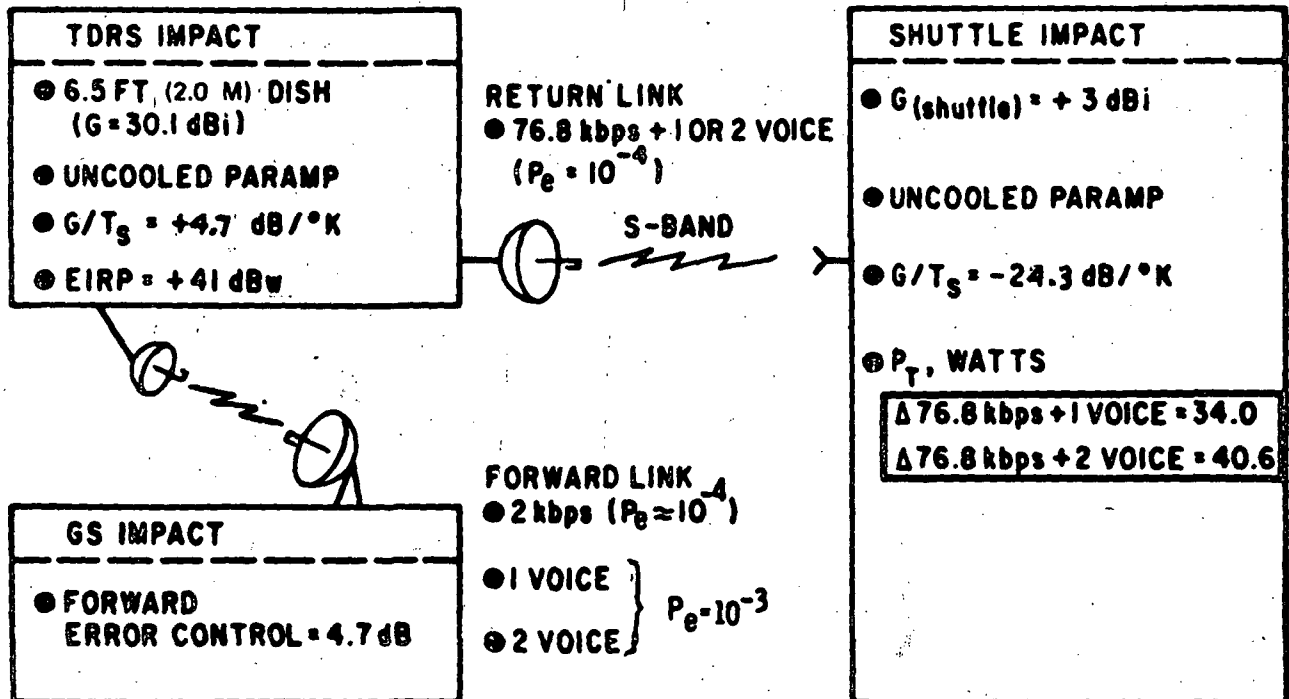 TDRS IMPACT
● 6.5 FT. (2.0 M) DISH
(G=30.1 dBi)
● UNCOOLED PARAMP
● G/Tₛ = +4.7 dB/°K
● EIRP = +41 dBw
RETURN LINK
● 76.8 kbps + 1 OR 2 VOICE
(Pₑ = 10⁻⁴)
S-BAND
SHUTTLE IMPACT
● G(shuttle) = + 3 dBi
● UNCOOLED PARAMP
● G/Tₛ = -24.3 dB/°K
● P_T, WATTS
Δ 76.8 kbps + 1 VOICE = 34.0
Δ 76.8 kbps + 2 VOICE = 40.6
GS IMPACT
● FORWARD
ERROR CONTROL = 4.7 dB
FORWARD LINK
● 2 kbps (Pₑ ≈ 10⁻⁴)
● 1 VOICE
● 2 VOICE
Pₑ = 10⁻³